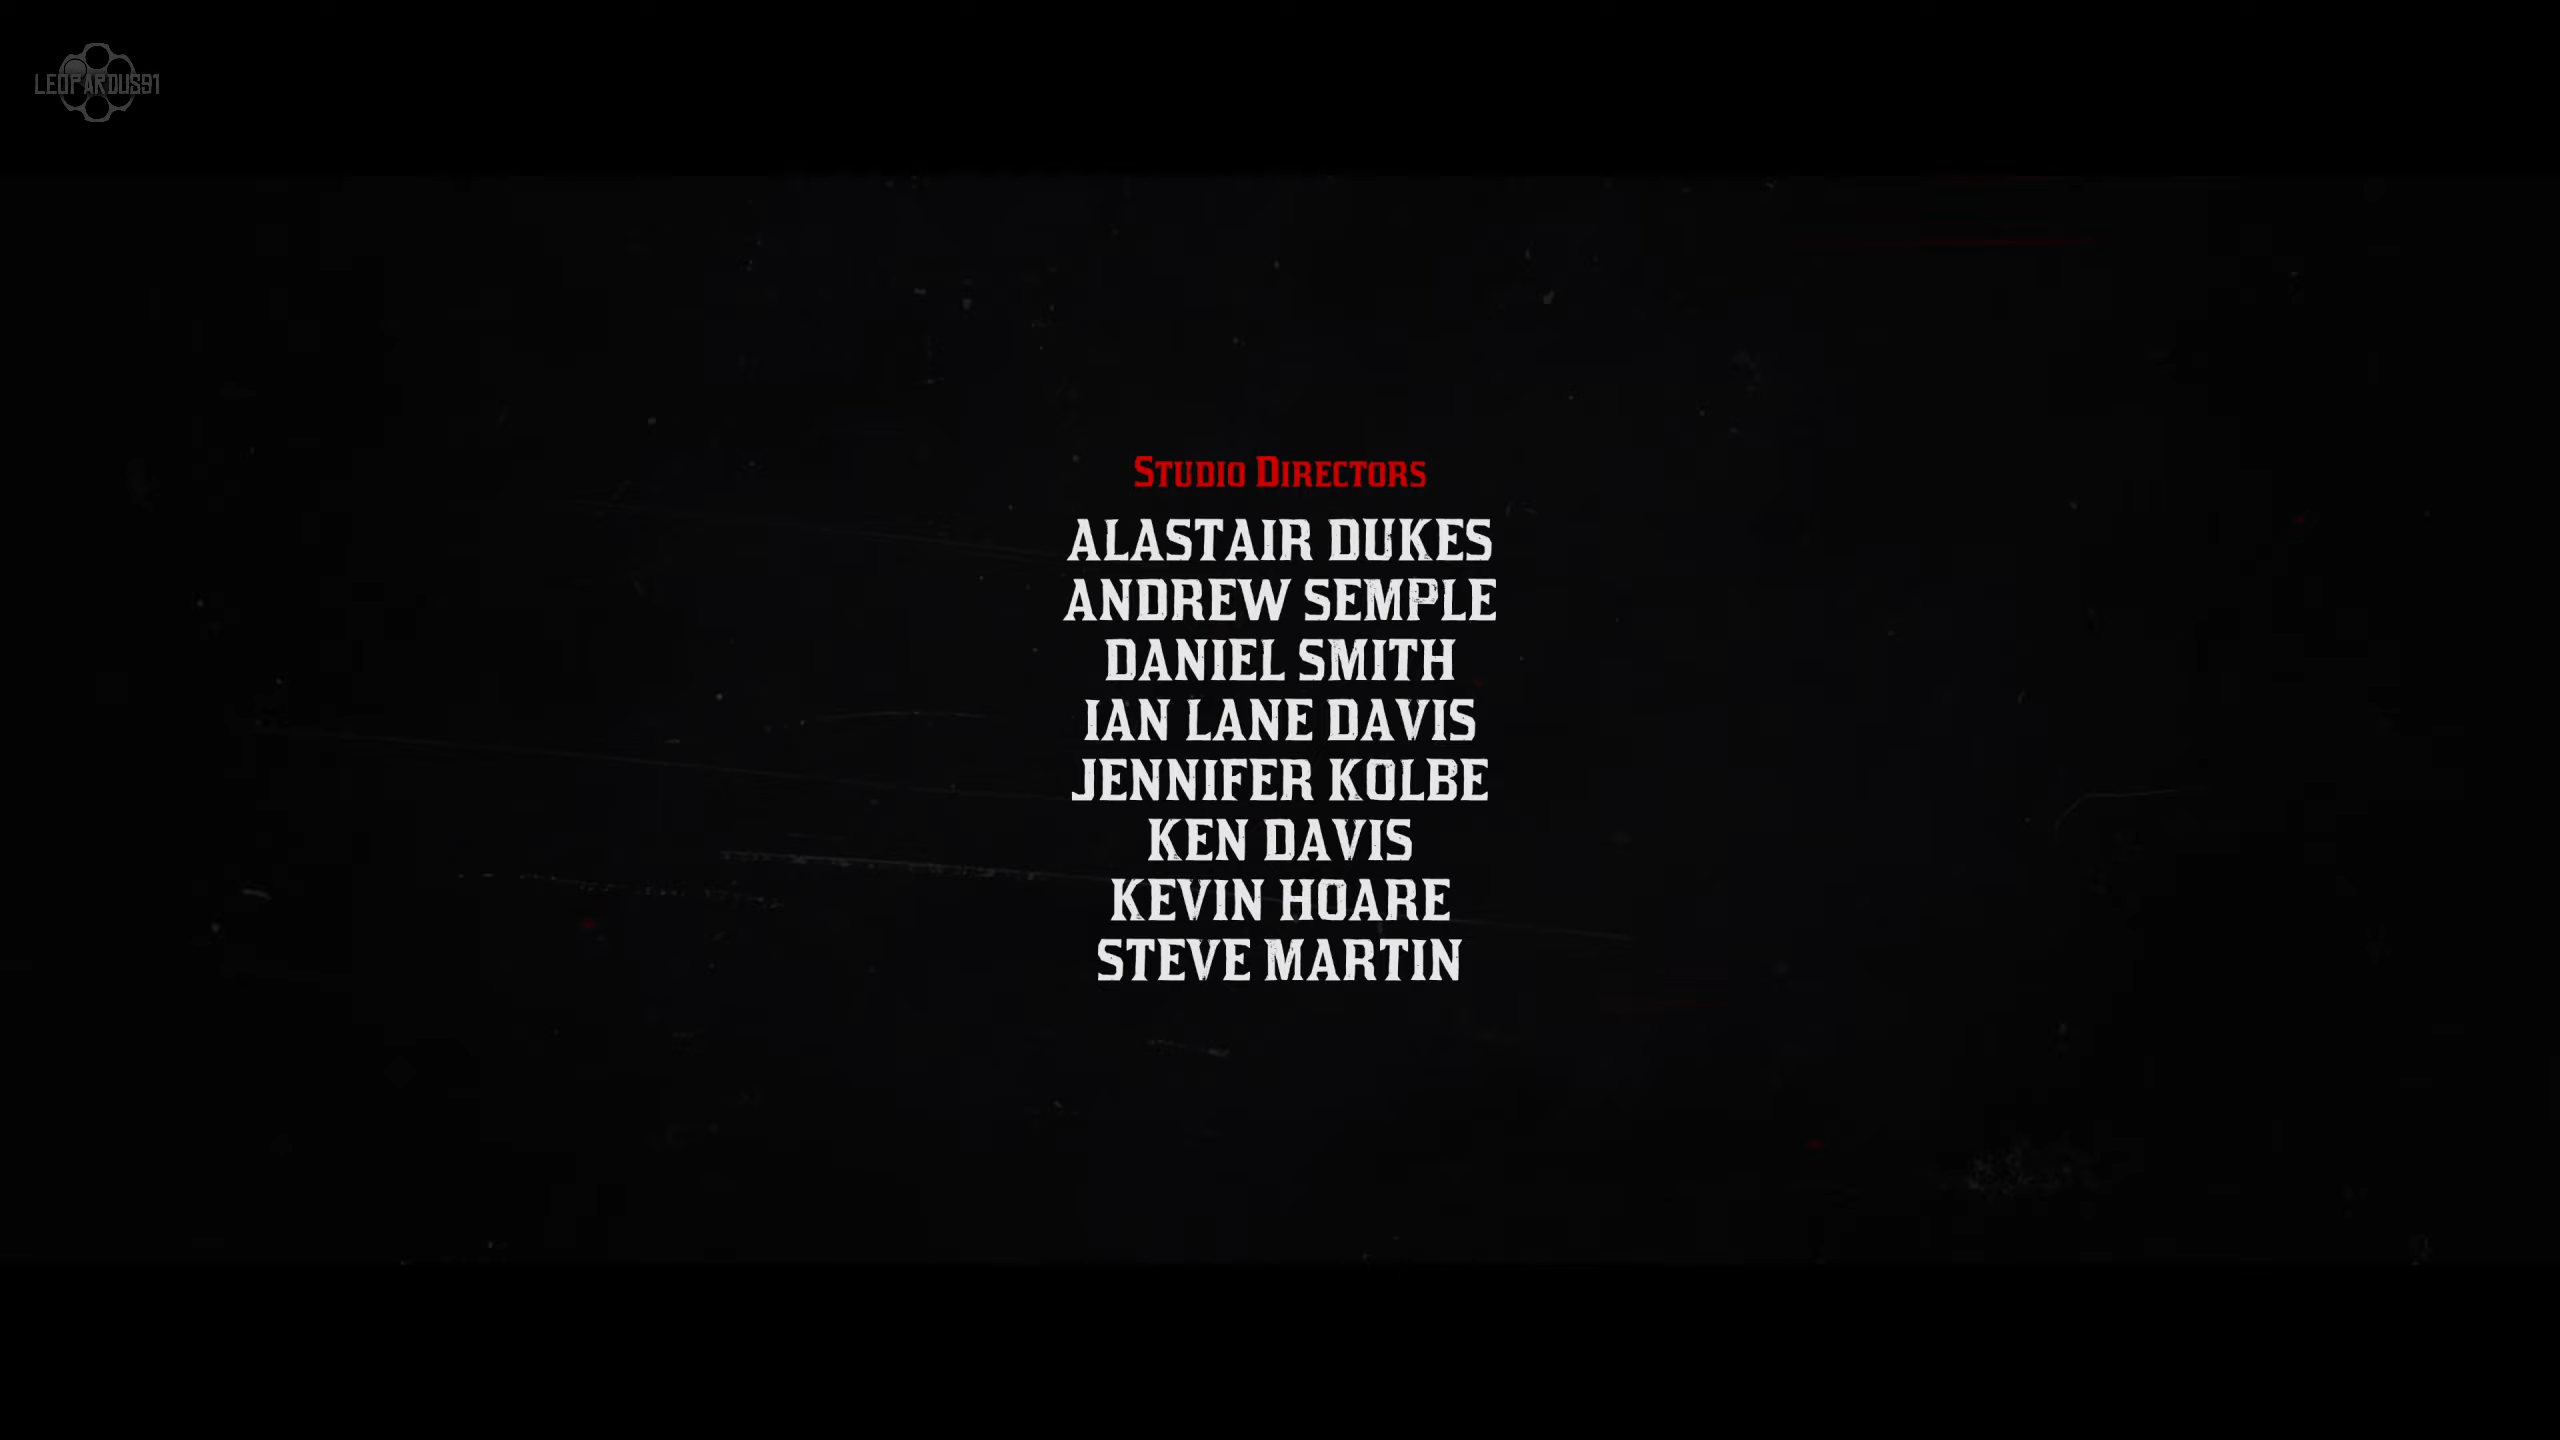 LEOPARDUS91
STUDIO DIRECTORS
ALASTAIR DUKES
ANDREW SEMPLE
DANIEL SMITH
IAN LANE DAVIS
JENNIFER KOLBE
KEN DAVIS
KEVIN HOARE
STEVE MARTIN